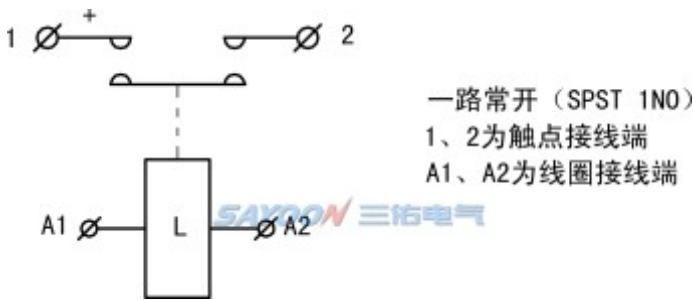 1 + 2
一路常开（SPST 1NO）
1、2为触点接线端
A1、A2为线圈接线端
A1 L A2
SAYOON 三佑电气